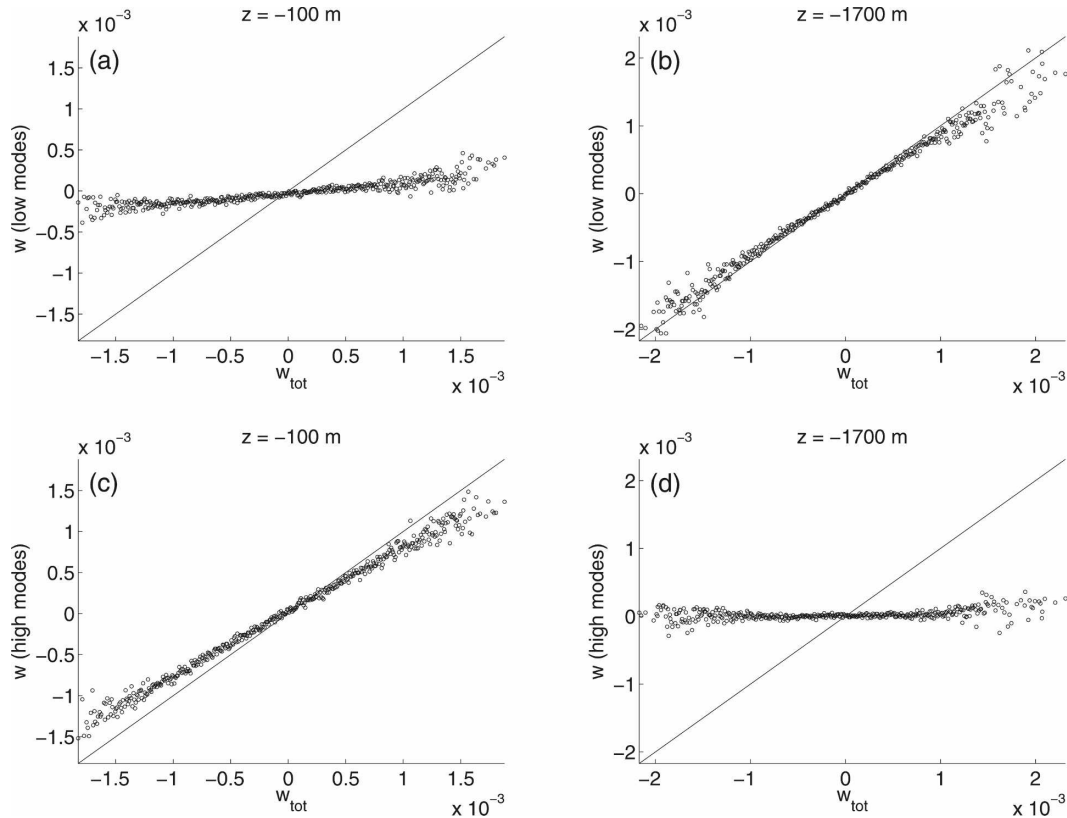 x 10⁻³
z = −100 m
(a)
1.5
1
0.5
0
−0.5
−1
−1.5
w (low modes)
−1.5 −1 −0.5 0 0.5 1 1.5
w_tot
x 10⁻³
x 10⁻³
z = −1700 m
(b)
2
1
0
−1
−2
w (low modes)
−2 −1 0 1 2
w_tot
x 10⁻³
x 10⁻³
z = −100 m
(c)
1.5
1
0.5
0
−0.5
−1
−1.5
w (high modes)
−1.5 −1 −0.5 0 0.5 1 1.5
w_tot
x 10⁻³
x 10⁻³
z = −1700 m
(d)
2
1
0
−1
−2
w (high modes)
−2 −1 0 1 2
w_tot
x 10⁻³